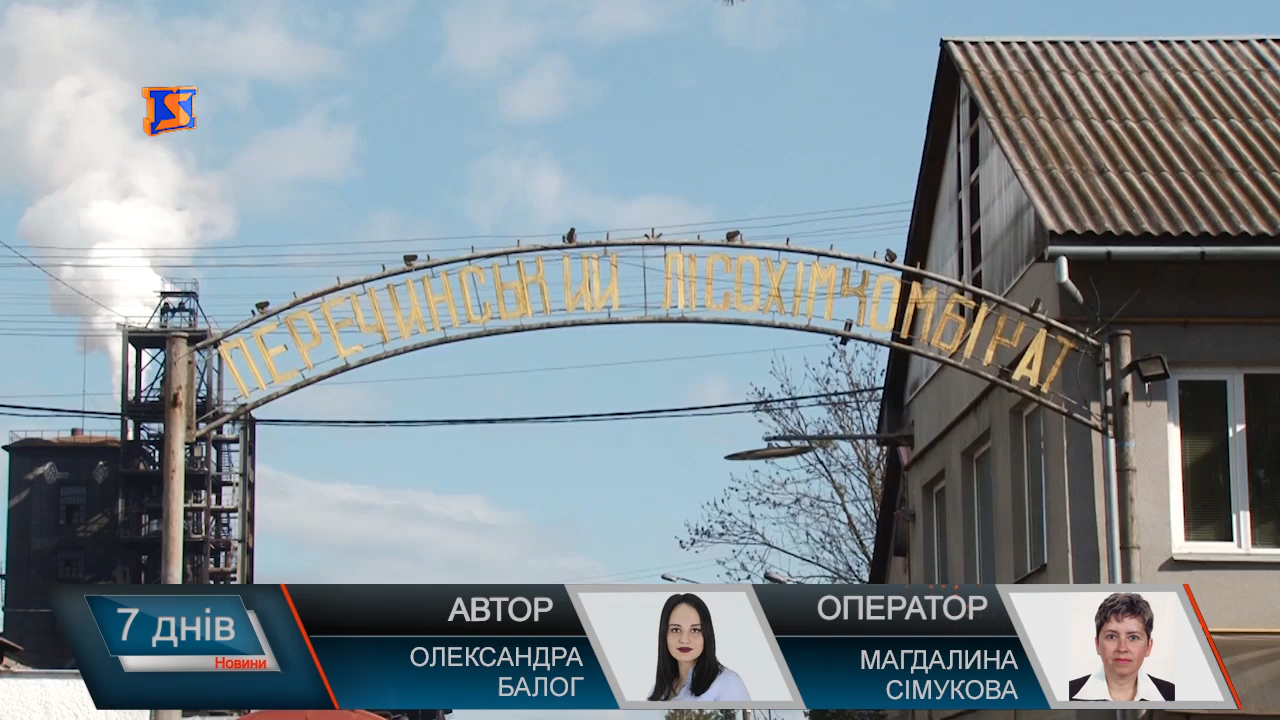 ПЕРЕЧИНСЬКИЙ ЛІСОХІМКОМБІНАТ
7 днів
Новини
АВТОР
ОЛЕКСАНДРА
БАЛОГ
ОПЕРАТОР
МАГДАЛИНА
СІМУКОВА